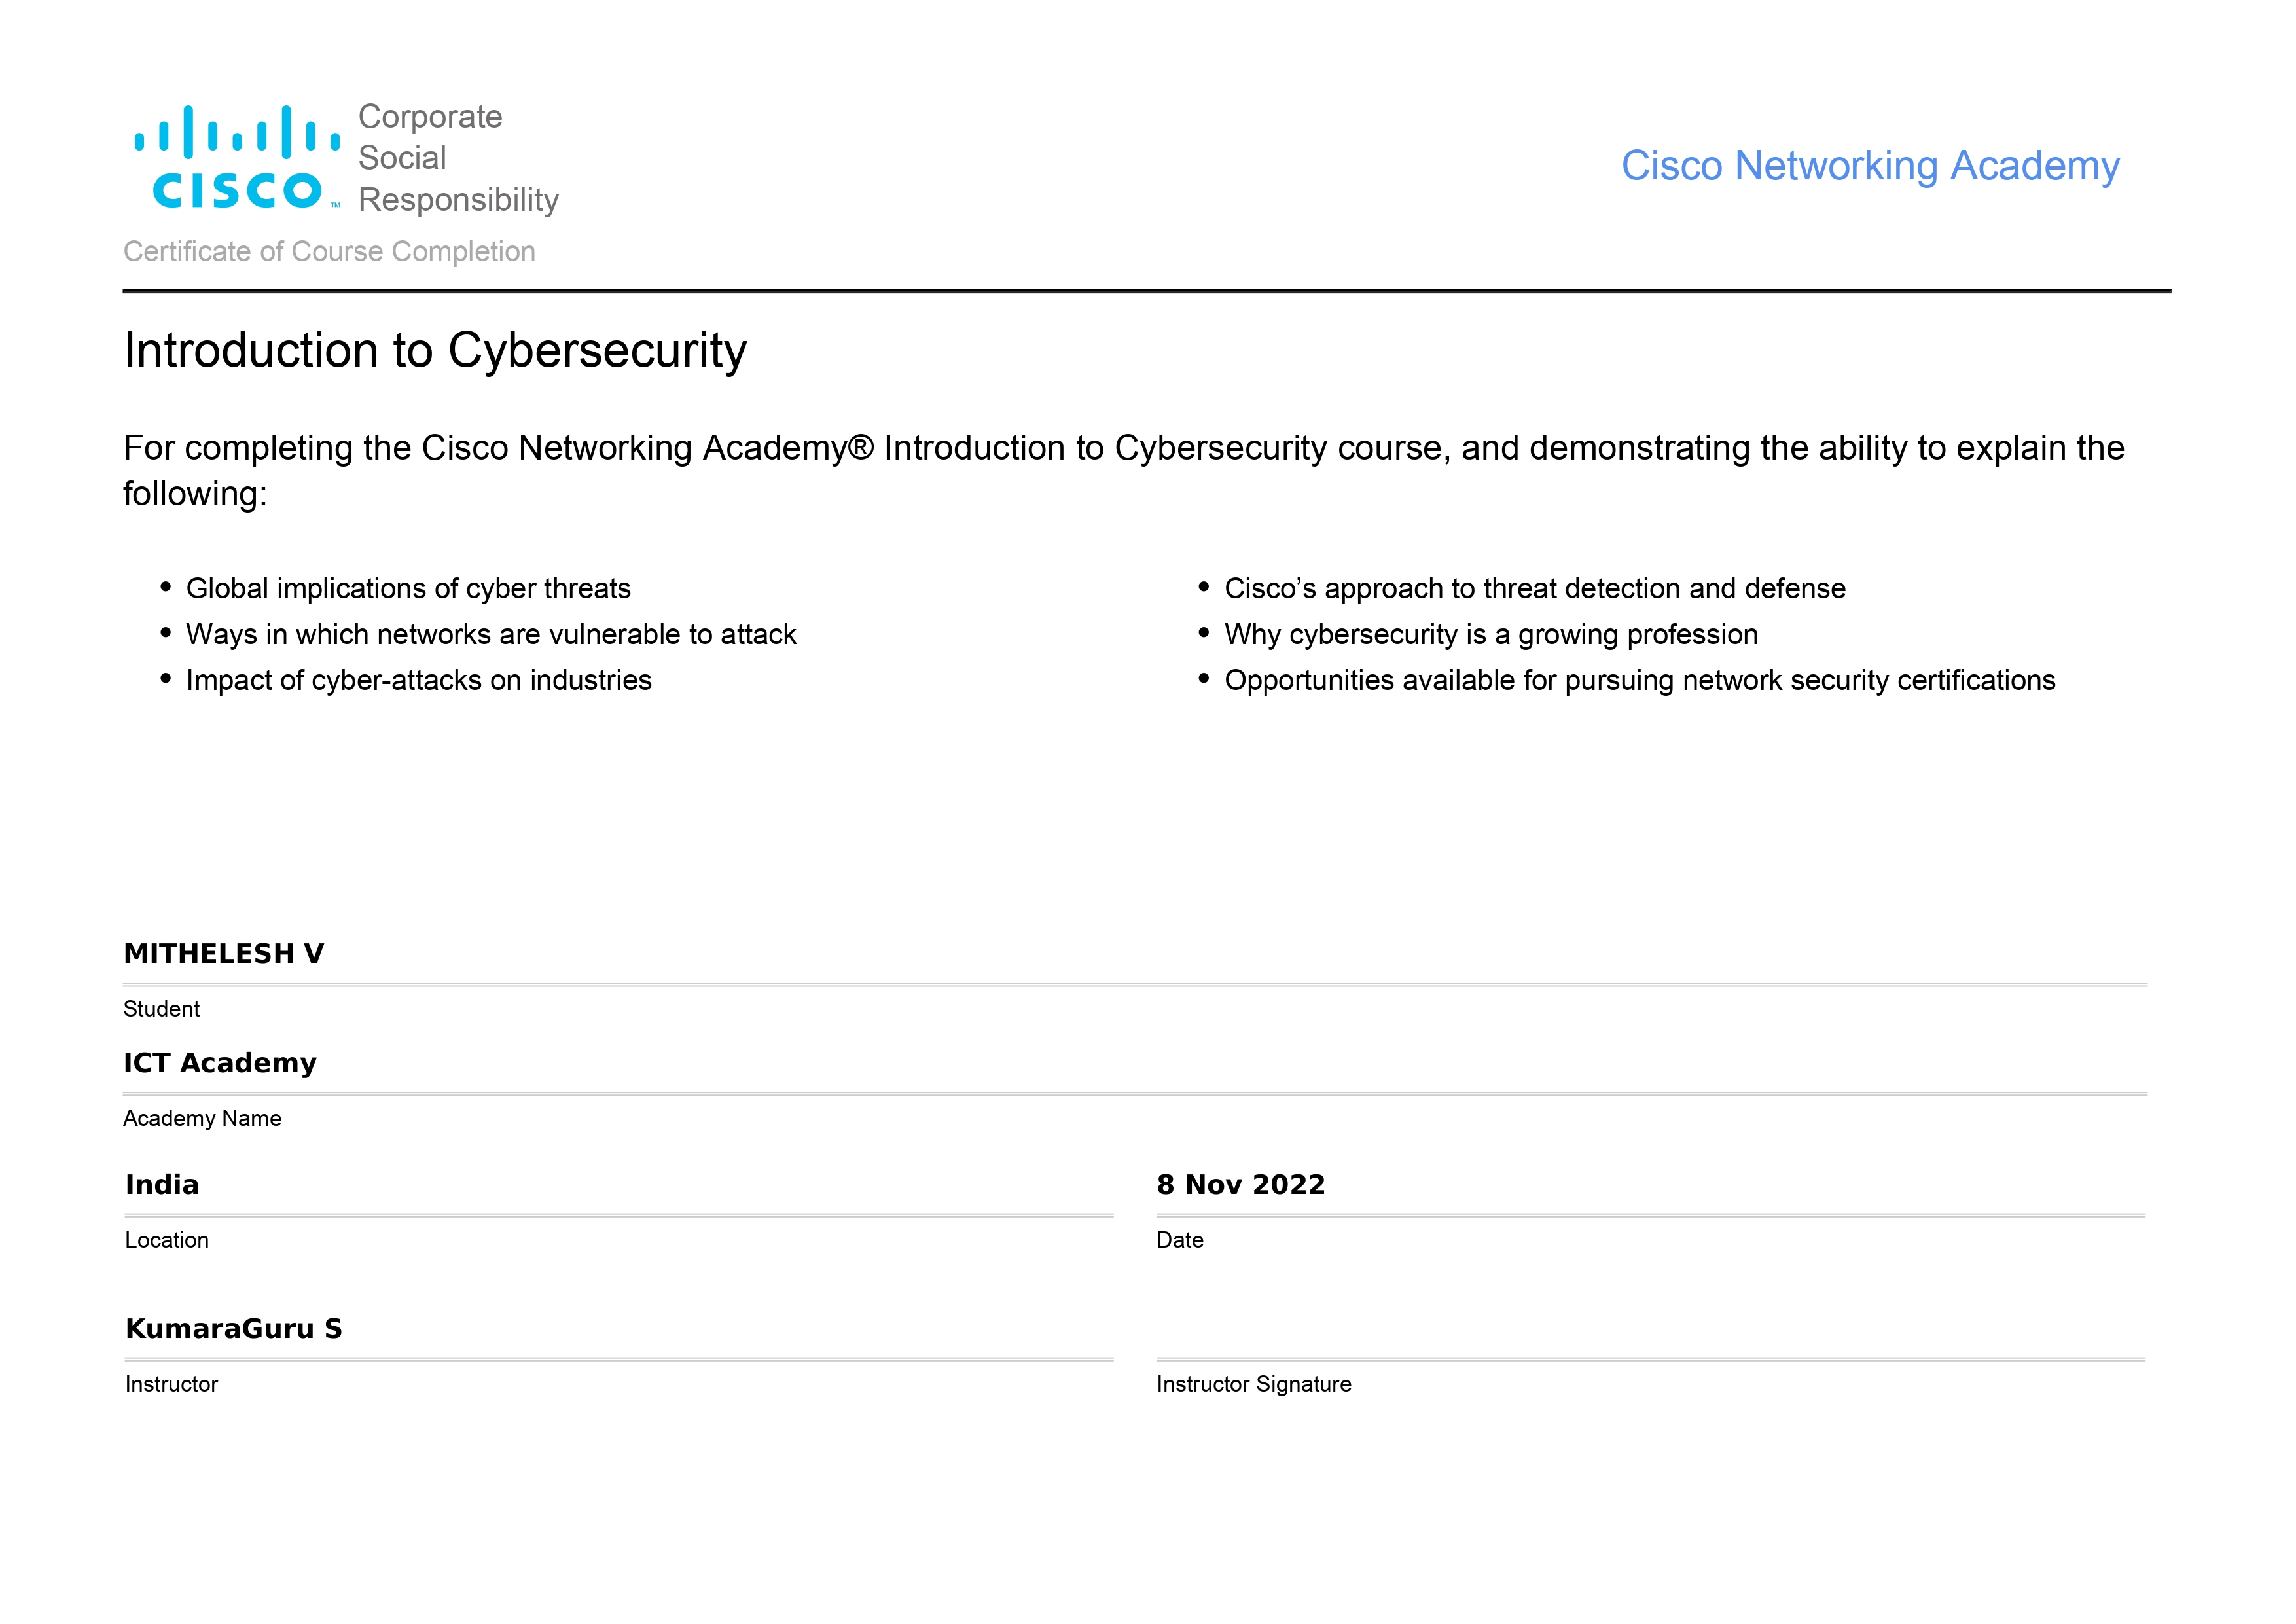 Corporate
Social
Responsibility
CISCO™
Cisco Networking Academy
Certificate of Course Completion
Introduction to Cybersecurity
For completing the Cisco Networking Academy® Introduction to Cybersecurity course, and demonstrating the ability to explain the
following:
• Global implications of cyber threats
• Ways in which networks are vulnerable to attack
• Impact of cyber-attacks on industries
• Cisco’s approach to threat detection and defense
• Why cybersecurity is a growing profession
• Opportunities available for pursuing network security certifications
MITHELESH V
Student
ICT Academy
Academy Name
India
Location
8 Nov 2022
Date
KumaraGuru S
Instructor
Instructor Signature